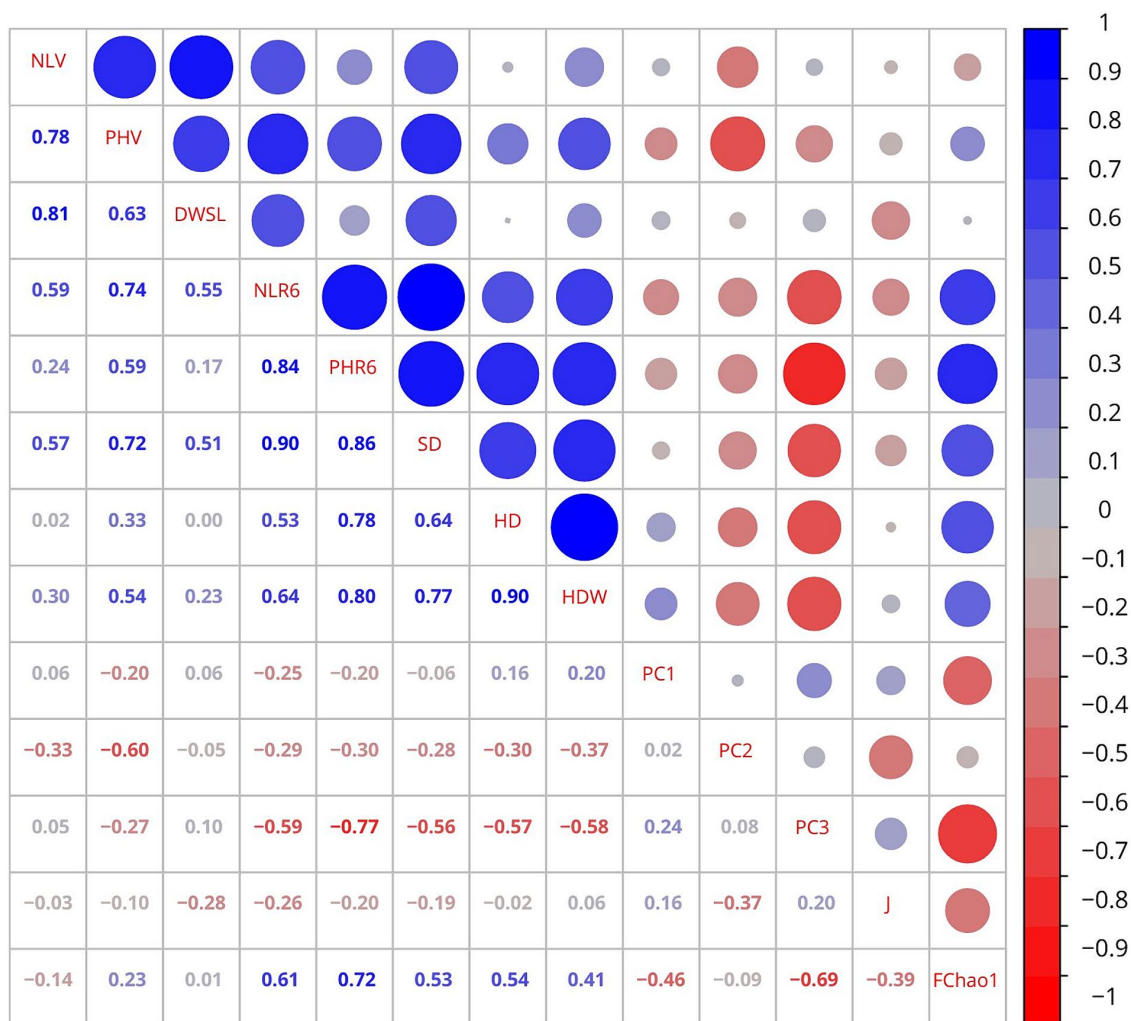 NLV
0.78 PHV
0.81 0.63 DWSL
0.59 0.74 0.55 NLR6
0.24 0.59 0.17 0.84 PHR6
0.57 0.72 0.51 0.90 0.86 SD
0.02 0.33 0.00 0.53 0.78 0.64 HD
0.30 0.54 0.23 0.64 0.80 0.77 0.90 HDW
0.06 −0.20 0.06 −0.25 −0.20 −0.06 0.16 0.20 PC1
−0.33 −0.60 −0.05 −0.29 −0.30 −0.28 −0.30 −0.37 0.02 PC2
0.05 −0.27 0.10 −0.59 −0.77 −0.56 −0.57 −0.58 0.24 0.08 PC3
−0.03 −0.10 −0.28 −0.26 −0.20 −0.19 −0.02 0.06 0.16 −0.37 0.20 J
−0.14 0.23 0.01 0.61 0.72 0.53 0.54 0.41 −0.46 −0.09 −0.69 −0.39 FChao1
1
0.9
0.8
0.7
0.6
0.5
0.4
0.3
0.2
0.1
0
−0.1
−0.2
−0.3
−0.4
−0.5
−0.6
−0.7
−0.8
−0.9
−1